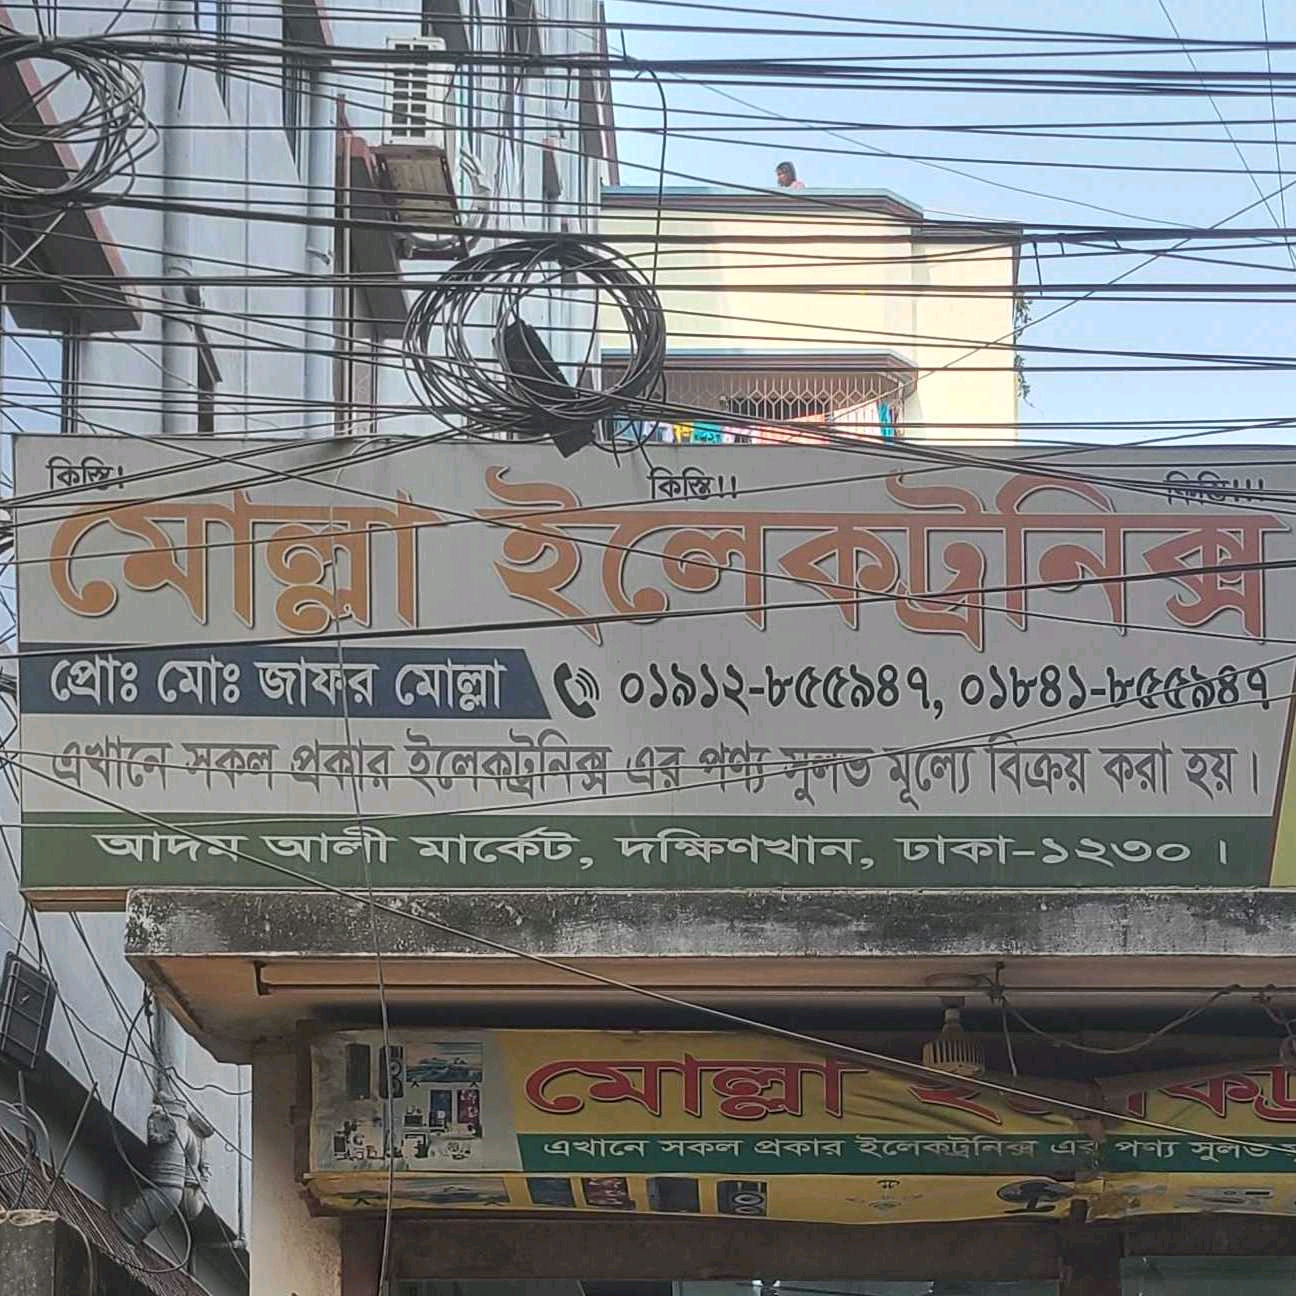 কিস্তি! কিস্তি!! কিস্তি!!!
মোল্লা ইলেকট্রনিক্স
প্রোঃ মোঃ জাফর মোল্লা ০১৯১২-৮৫৫৯৪৭, ০১৮৪১-৮৫৫৯৪৭
এখানে সকল প্রকার ইলেকট্রনিক্স এর পণ্য সুলভ মূল্যে বিক্রয় করা হয়।
আদম আলী মার্কেট, দক্ষিণখান, ঢাকা-১২৩০।
মোল্লা
এখানে সকল প্রকার ইলেকট্রনিক্স এর পণ্য সুলভ